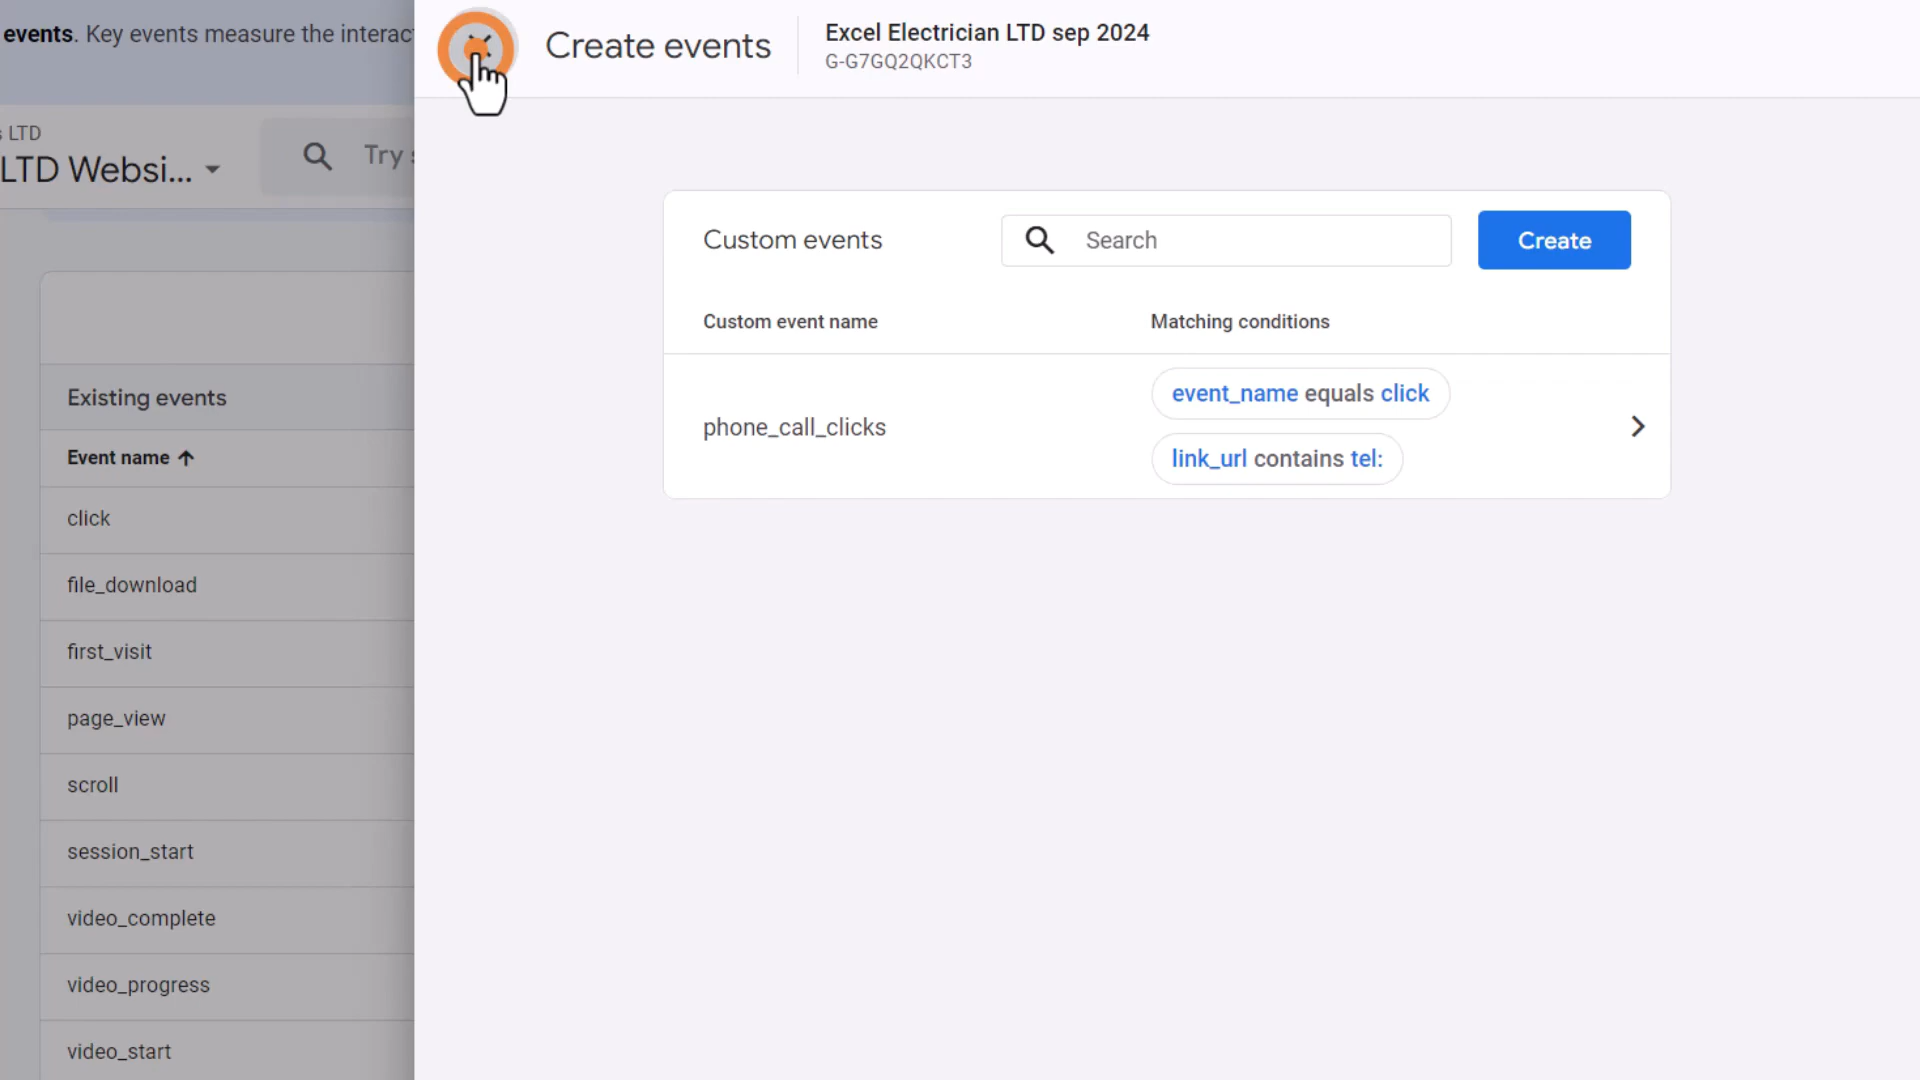 events. Key events measure the interac
LTD
LTD Websi...
Try
Existing events
Event name
click
file_download
first_visit
page_view
scroll
session_start
video_complete
video_progress
video_start
Create events
Excel Electrician LTD sep 2024
G-G7GQ2QKCT3
Custom events
Search
Create
Custom event name
Matching conditions
phone_call_clicks
event_name equals click
link_url contains tel: